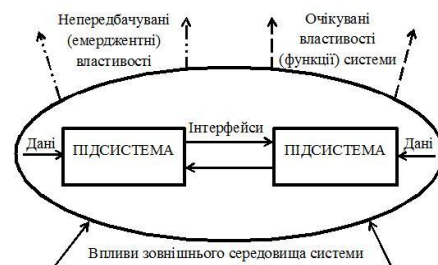 Непередбачувані
(емерджентні)
властивості
Очікувані
властивості
(функції) системи
Інтерфейси
Дані
ПІДСИСТЕМА
ПІДСИСТЕМА
Дані
Впливи зовнішнього середовища системи